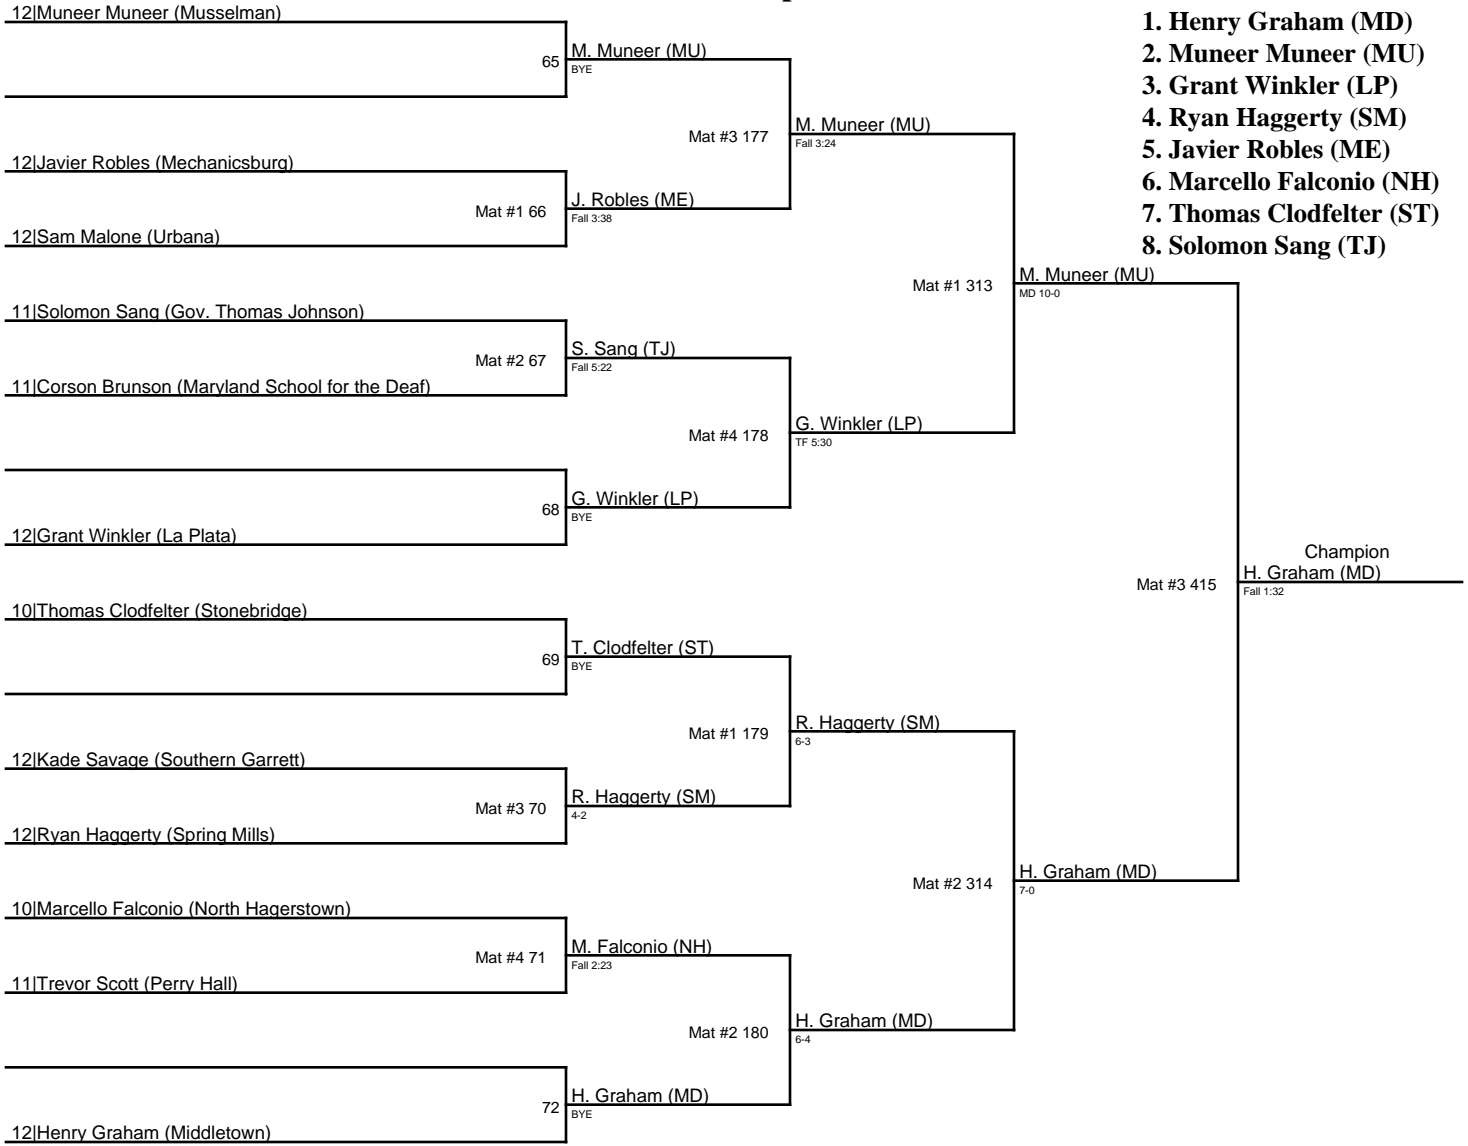 12|Muneer Muneer (Musselman)
65
M. Muneer (MU)
BYE
Mat #3 177
M. Muneer (MU)
Fall 3:24
12|Javier Robles (Mechanicsburg)
Mat #1 66
J. Robles (ME)
Fall 3:38
12|Sam Malone (Urbana)
Mat #1 313
M. Muneer (MU)
MD 10-0
11|Solomon Sang (Gov. Thomas Johnson)
Mat #2 67
S. Sang (TJ)
Fall 5:22
11|Corson Brunson (Maryland School for the Deaf)
Mat #4 178
G. Winkler (LP)
TF 5:30
68
G. Winkler (LP)
BYE
12|Grant Winkler (La Plata)
Mat #3 415
Champion
H. Graham (MD)
Fall 1:32
10|Thomas Clodfelter (Stonebridge)
69
T. Clodfelter (ST)
BYE
Mat #1 179
R. Haggerty (SM)
6-3
12|Kade Savage (Southern Garrett)
Mat #3 70
R. Haggerty (SM)
4-2
12|Ryan Haggerty (Spring Mills)
Mat #2 314
H. Graham (MD)
7-0
10|Marcello Falconio (North Hagerstown)
Mat #4 71
M. Falconio (NH)
Fall 2:23
11|Trevor Scott (Perry Hall)
Mat #2 180
H. Graham (MD)
6-4
72
H. Graham (MD)
BYE
12|Henry Graham (Middletown)
1. Henry Graham (MD)
2. Muneer Muneer (MU)
3. Grant Winkler (LP)
4. Ryan Haggerty (SM)
5. Javier Robles (ME)
6. Marcello Falconio (NH)
7. Thomas Clodfelter (ST)
8. Solomon Sang (TJ)